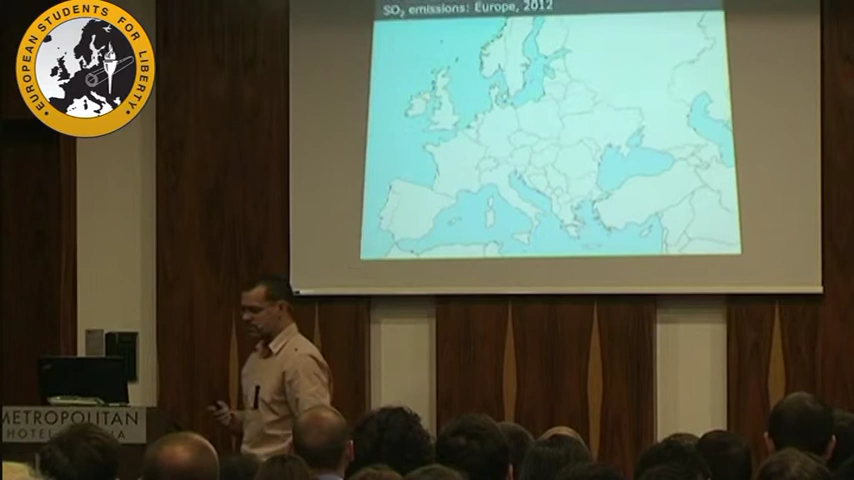 EUROPEAN STUDENTS FOR LIBERTY
SO₂ emissions: Europe, 2012
METROPOLITAN
HOTEL